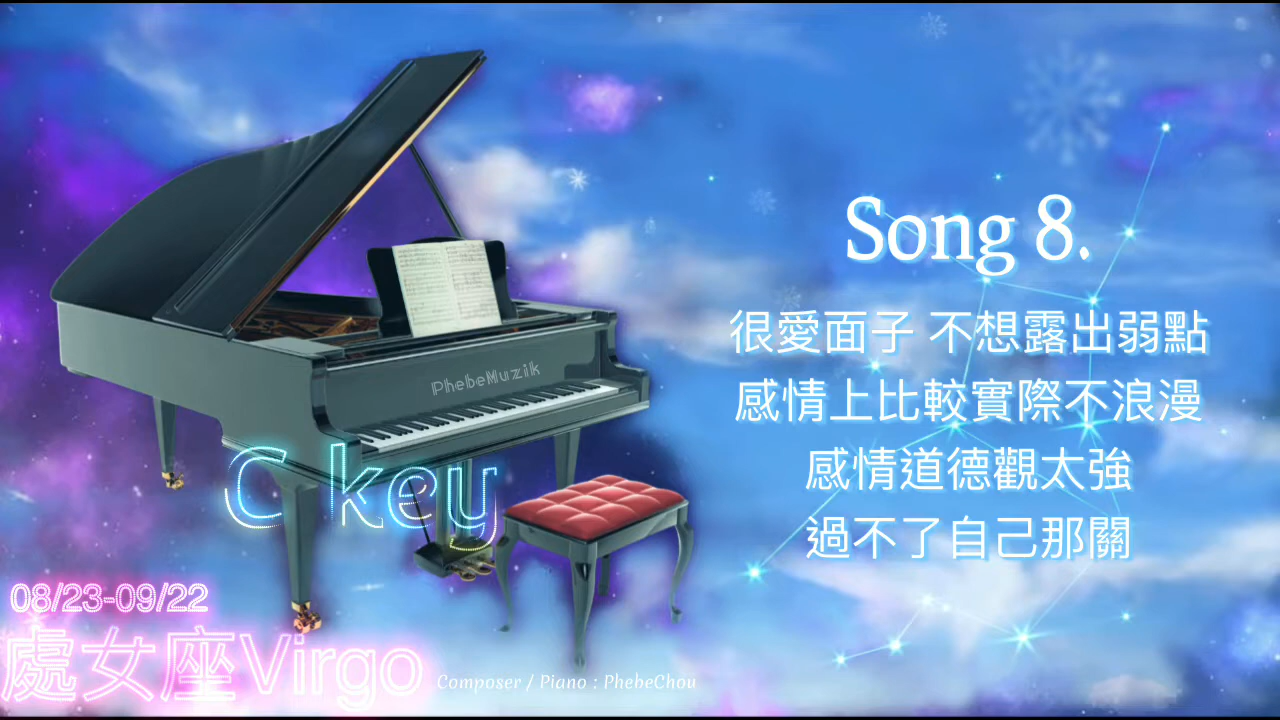 Song 8.
很愛面子 不想露出弱點
感情上比較實際不浪漫
感情道德觀太強
過不了自己那關
PhebeMuzik
C key
08/23-09/22
處女座Virgo
Composer / Piano : PhebeChou